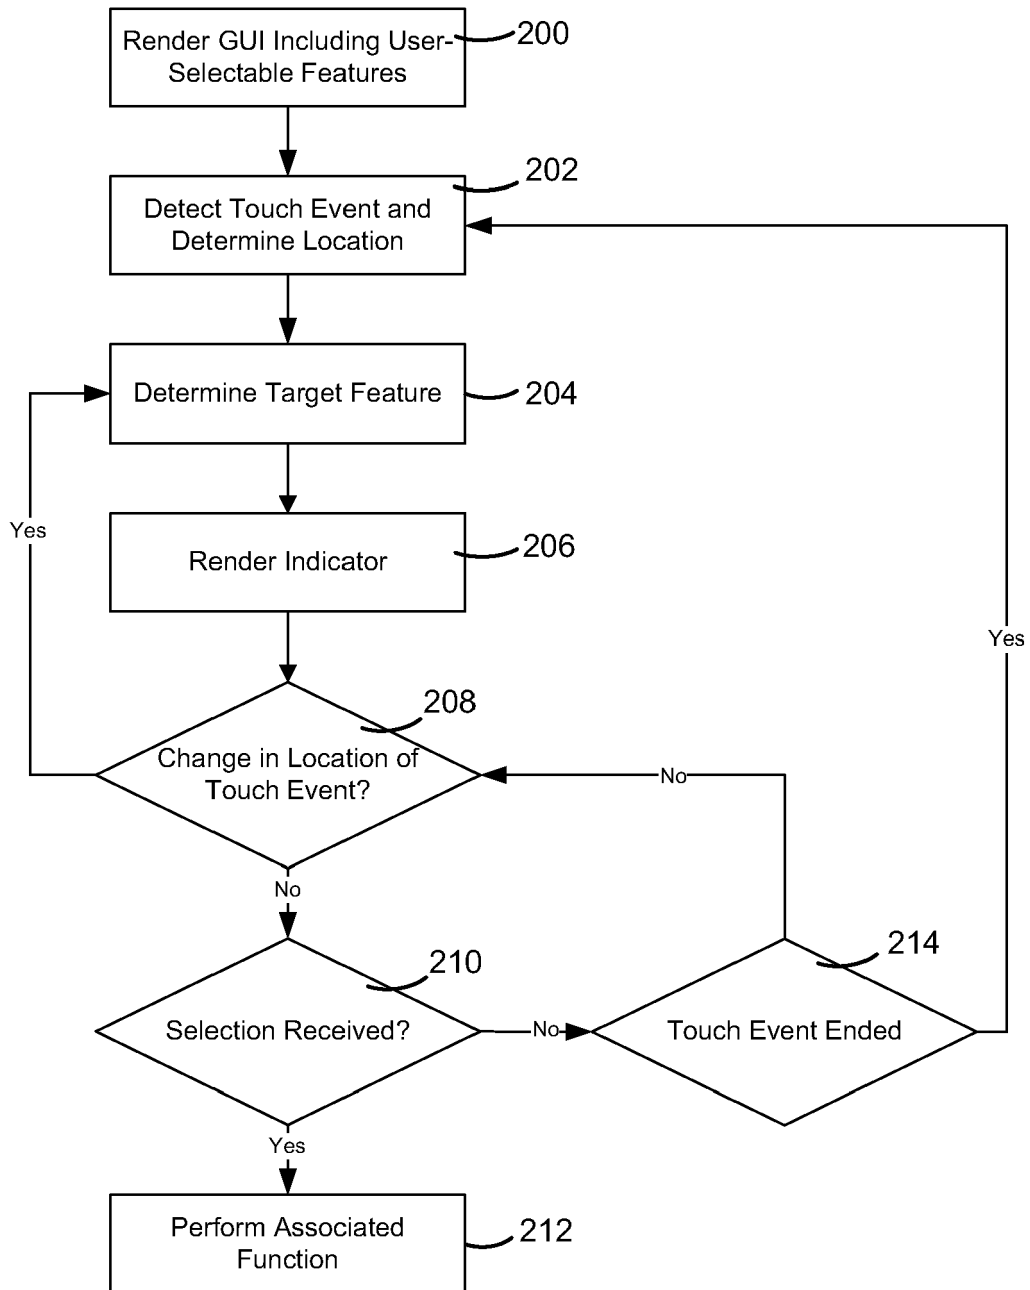 Render GUI Including User-
Selectable Features
200
Detect Touch Event and
Determine Location
202
Determine Target Feature
204
Yes
Render Indicator
206
Yes
Change in Location of
Touch Event?
208
No
No
Selection Received?
210
No
Touch Event Ended
214
Yes
Perform Associated
Function
212